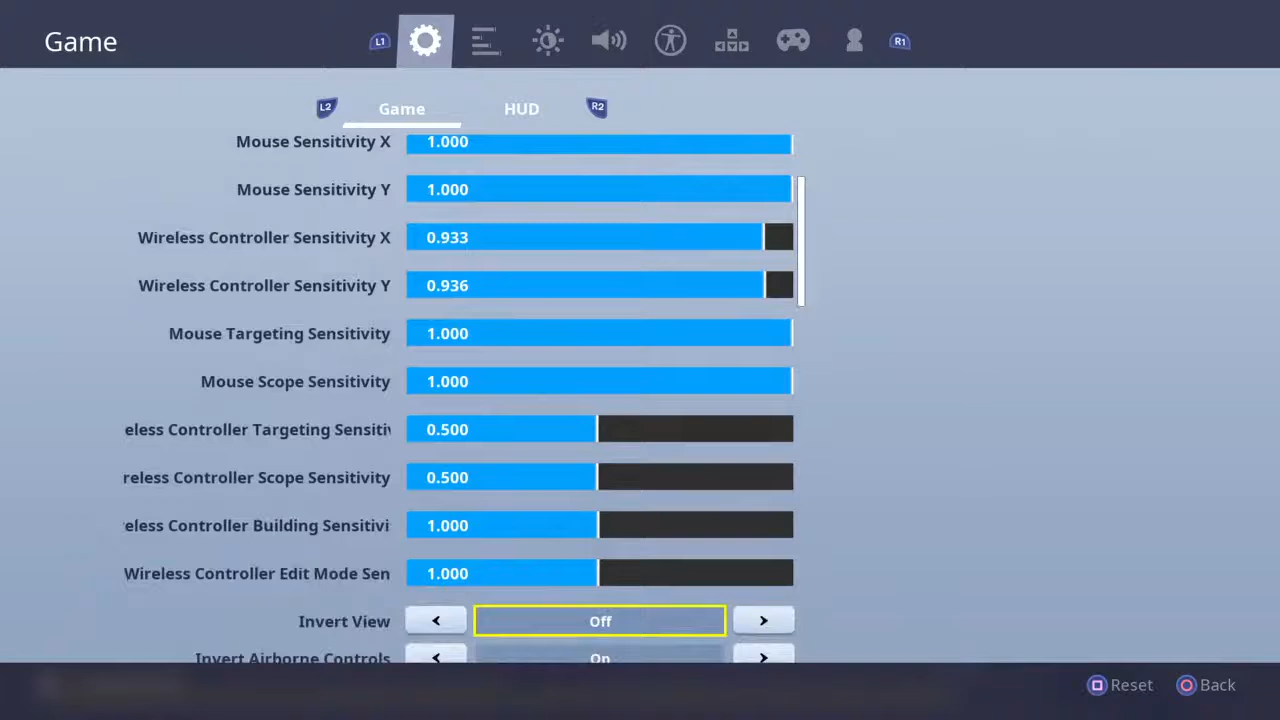 Game
L1
R1
L2
Game
HUD
R2
Mouse Sensitivity X
1.000
Mouse Sensitivity Y
1.000
Wireless Controller Sensitivity X
0.933
Wireless Controller Sensitivity Y
0.936
Mouse Targeting Sensitivity
1.000
Mouse Scope Sensitivity
1.000
eless Controller Targeting Sensitiv
0.500
reless Controller Scope Sensitivity
0.500
eless Controller Building Sensitivi
1.000
Wireless Controller Edit Mode Sen
1.000
Invert View
Off
Invert Airborne Controls
On
Reset
Back